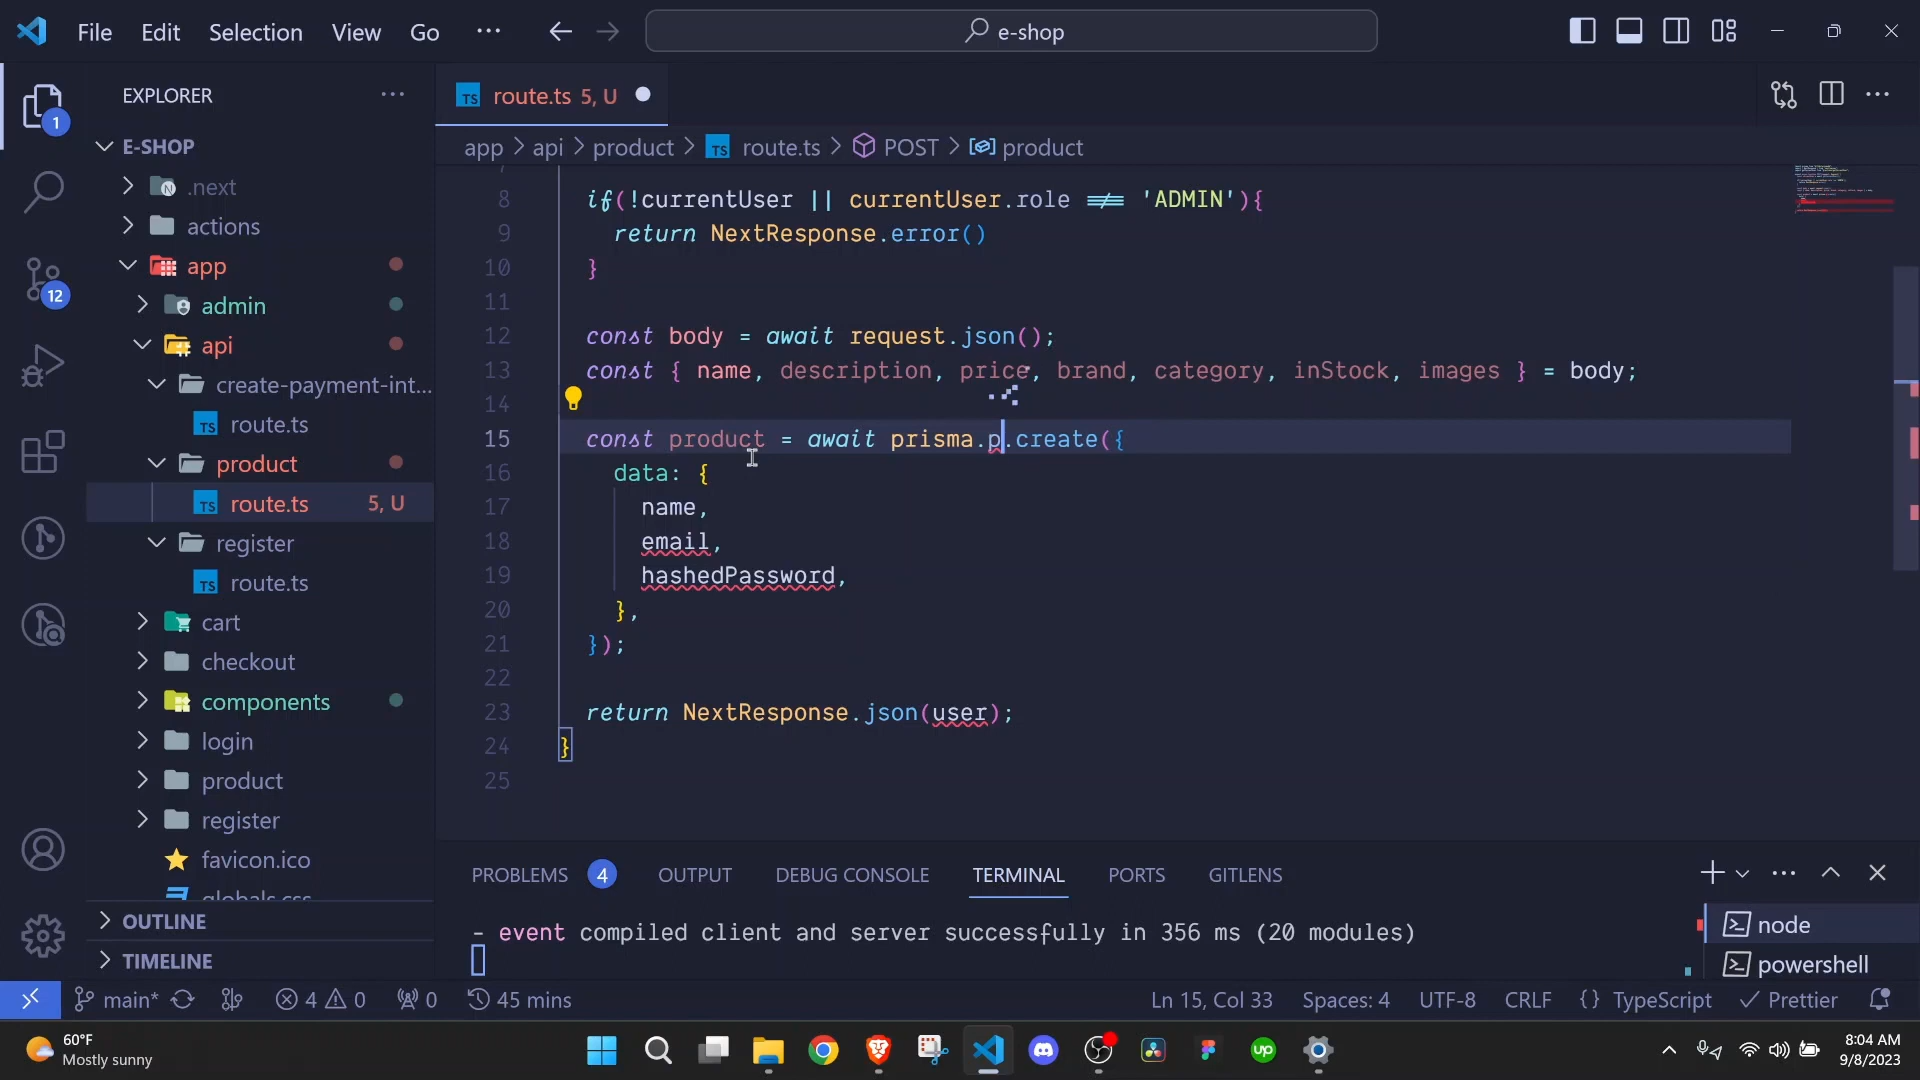 File Edit Selection View Go ··· e-shop
EXPLORER ···
1
12
E-SHOP
.next
actions
app
admin
api
create-payment-int...
route.ts
product
route.ts 5, U
register
route.ts
cart
checkout
components
login
product
register
favicon.ico
globals.css
OUTLINE
TIMELINE
TS route.ts 5, U
app > api > product > TS route.ts > POST > product
8 if(!currentUser || currentUser.role !== 'ADMIN'){
9 return NextResponse.error()
10 }
11
12 const body = await request.json();
13 const { name, description, price, brand, category, inStock, images } = body;
14
15 const product = await prisma.p.create({
16 data: {
17 name,
18 email,
19 hashedPassword,
20 },
21 });
22
23 return NextResponse.json(user);
24 }
25
PROBLEMS 4 OUTPUT DEBUG CONSOLE TERMINAL PORTS GITLENS
- event compiled client and server successfully in 356 ms (20 modules)
node
powershell
main* 4 0 0 45 mins Ln 15, Col 33 Spaces: 4 UTF-8 CRLF {} TypeScript Prettier
60°F
Mostly sunny
up
8:04 AM
9/8/2023